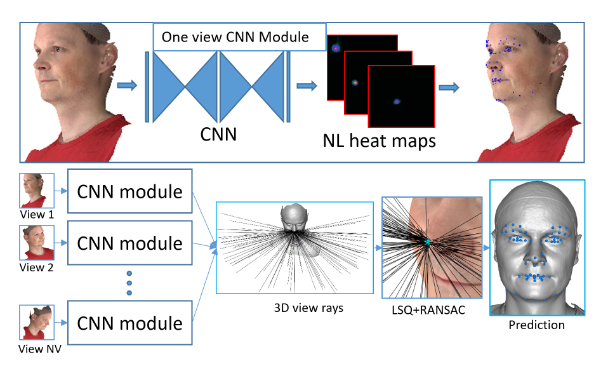 One view CNN Module
CNN
NL heat maps
View 1
CNN module
View 2
CNN module
View NV
CNN module
3D view rays
LSQ+RANSAC
Prediction